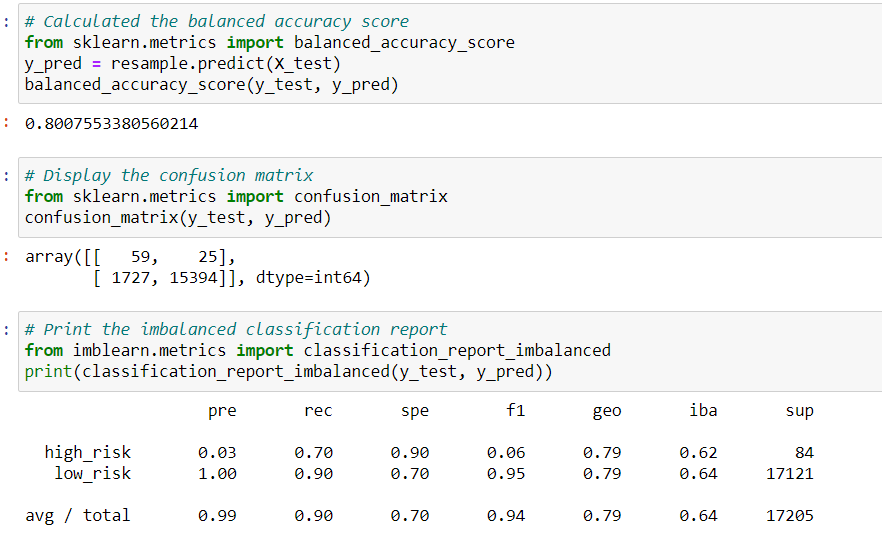 : # Calculated the balanced accuracy score
from sklearn.metrics import balanced_accuracy_score
y_pred = resample.predict(X_test)
balanced_accuracy_score(y_test, y_pred)
: 0.8007553380560214
: # Display the confusion matrix
from sklearn.metrics import confusion_matrix
confusion_matrix(y_test, y_pred)
: array([[   59,    25],
       [ 1727, 15394]], dtype=int64)
: # Print the imbalanced classification report
from imblearn.metrics import classification_report_imbalanced
print(classification_report_imbalanced(y_test, y_pred))
pre rec spe f1 geo iba sup
high_risk 0.03 0.70 0.90 0.06 0.79 0.62 84
low_risk 1.00 0.90 0.70 0.95 0.79 0.64 17121
avg / total 0.99 0.90 0.70 0.94 0.79 0.64 17205